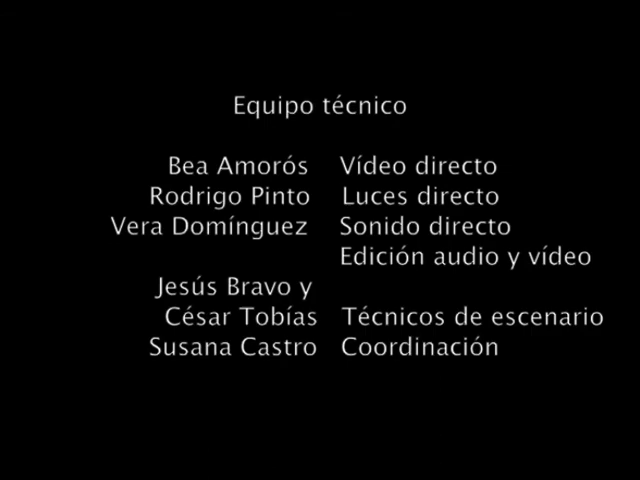 Equipo técnico
Bea Amorós Vídeo directo
Rodrigo Pinto Luces directo
Vera Domínguez Sonido directo
Edición audio y vídeo
Jesús Bravo y
César Tobías Técnicos de escenario
Susana Castro Coordinación